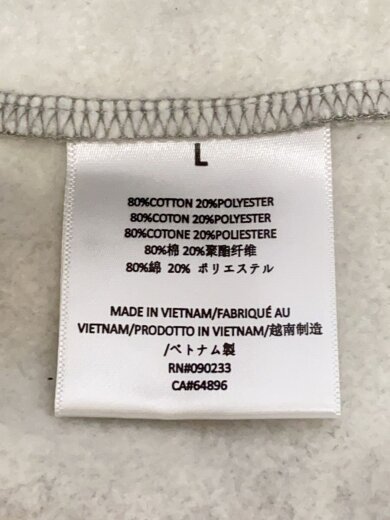 L
80%COTTON 20%POLYESTER
80%COTON 20%POLYESTER
80%COTONE 20%POLIESTERE
80%棉 20%聚酯纤维
80%綿 20% ポリエステル
MADE IN VIETNAM/FABRIQUÉ AU
VIETNAM/PRODOTTO IN VIETNAM/越南制造
/ベトナム製
RN#090233
CA#64896